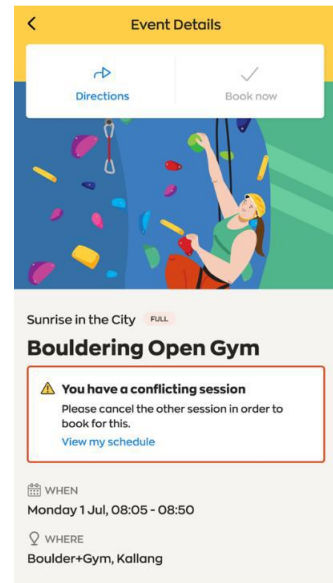 Event Details
Directions
Book now
Sunrise in the City FULL
Bouldering Open Gym
You have a conflicting session
Please cancel the other session in order to
book for this.
View my schedule
WHEN
Monday 1 Jul, 08:05 - 08:50
WHERE
Boulder+Gym, Kallang